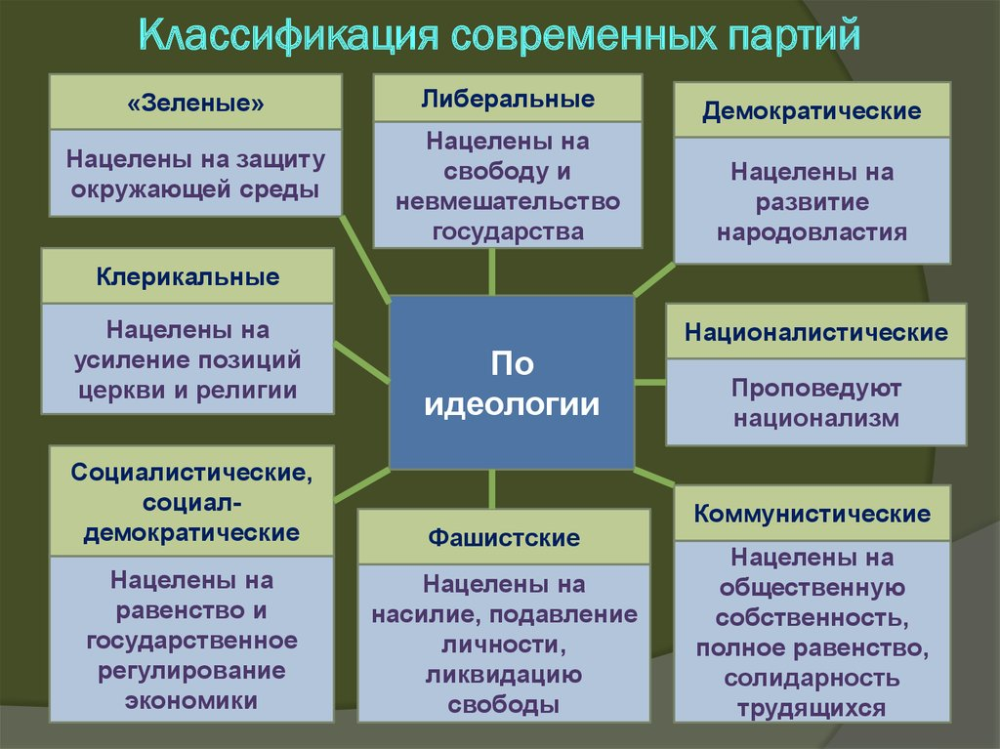 Классификация современных партий
«Зеленые»
Нацелены на защиту
окружающей среды
Либеральные
Нацелены на
свободу и
невмешательство
государства
Демократические
Нацелены на
развитие
народовластия
Клерикальные
Нацелены на
усиление позиций
церкви и религии
По
идеологии
Националистические
Проповедуют
национализм
Социалистические,
социал-
демократические
Нацелены на
равенство и
государственное
регулирование
экономики
Фашистские
Нацелены на
насилие, подавление
личности,
ликвидацию
свободы
Коммунистические
Нацелены на
общественную
собственность,
полное равенство,
солидарность
трудящихся